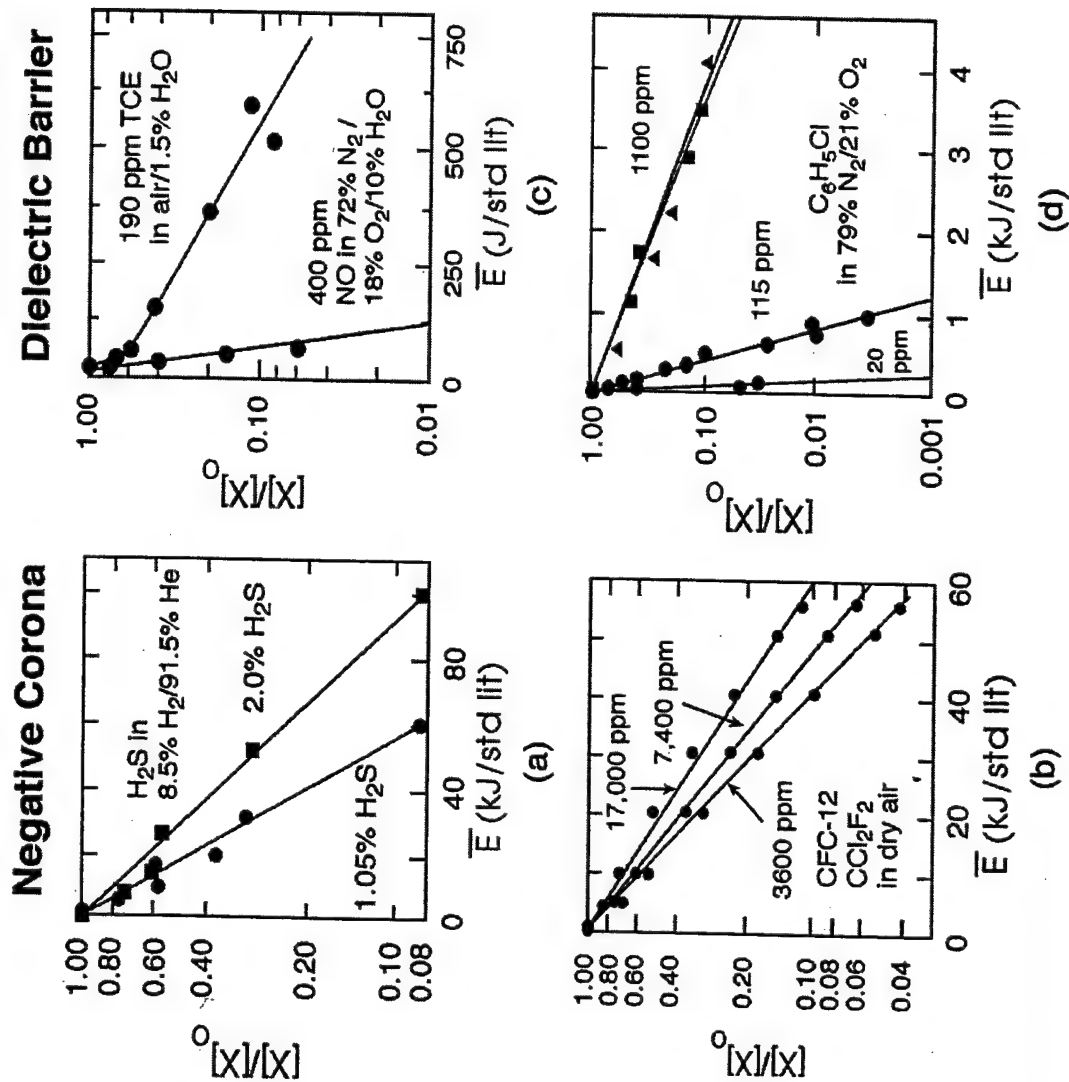 Negative Corona
Dielectric Barrier
[X]/[X]O
1.00
0.80
0.60
0.40
0.20
0.10
0.08
H2S in
8.5% H2/91.5% He
2.0% H2S
1.05% H2S
0
40
80
E (kJ/std lit)
(a)
[X]/[X]O
1.00
0.80
0.60
0.40
0.20
0.10
0.08
0.06
0.04
17,000 ppm
7,400 ppm
3600 ppm
CFC-12
CCl2F2
in dry air
0
20
40
60
E (kJ/std lit)
(b)
[X]/[X]O
1.00
0.10
0.01
190 ppm TCE
in air/1.5% H2O
400 ppm
NO in 72% N2/
18% O2/10% H2O
0
250
500
750
E (J/std lit)
(c)
[X]/[X]O
1.00
0.10
0.01
0.001
1100 ppm
115 ppm
20
ppm
C6H5Cl
in 79% N2/21% O2
0
1
2
3
4
E (kJ/std lit)
(d)